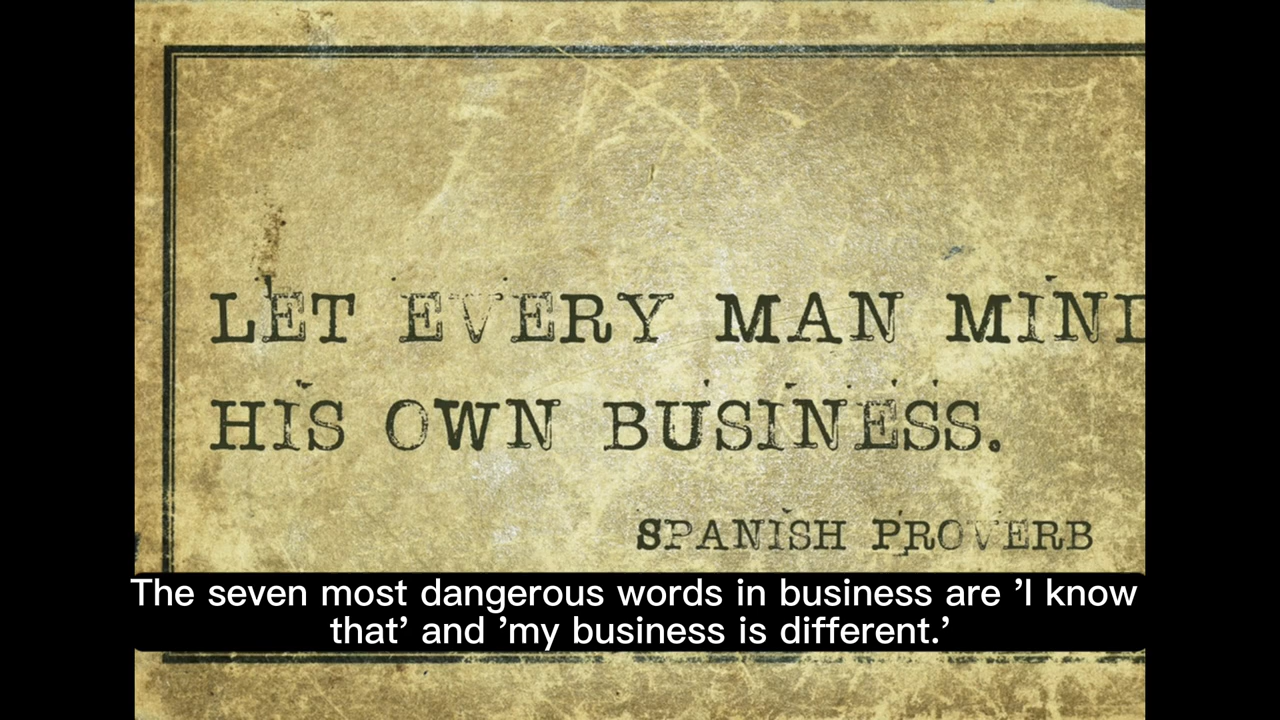 LET EVERY MAN MIND
HIS OWN BUSINESS.
SPANISH PROVERB
The seven most dangerous words in business are ’I know
that’ and ’my business is different.’